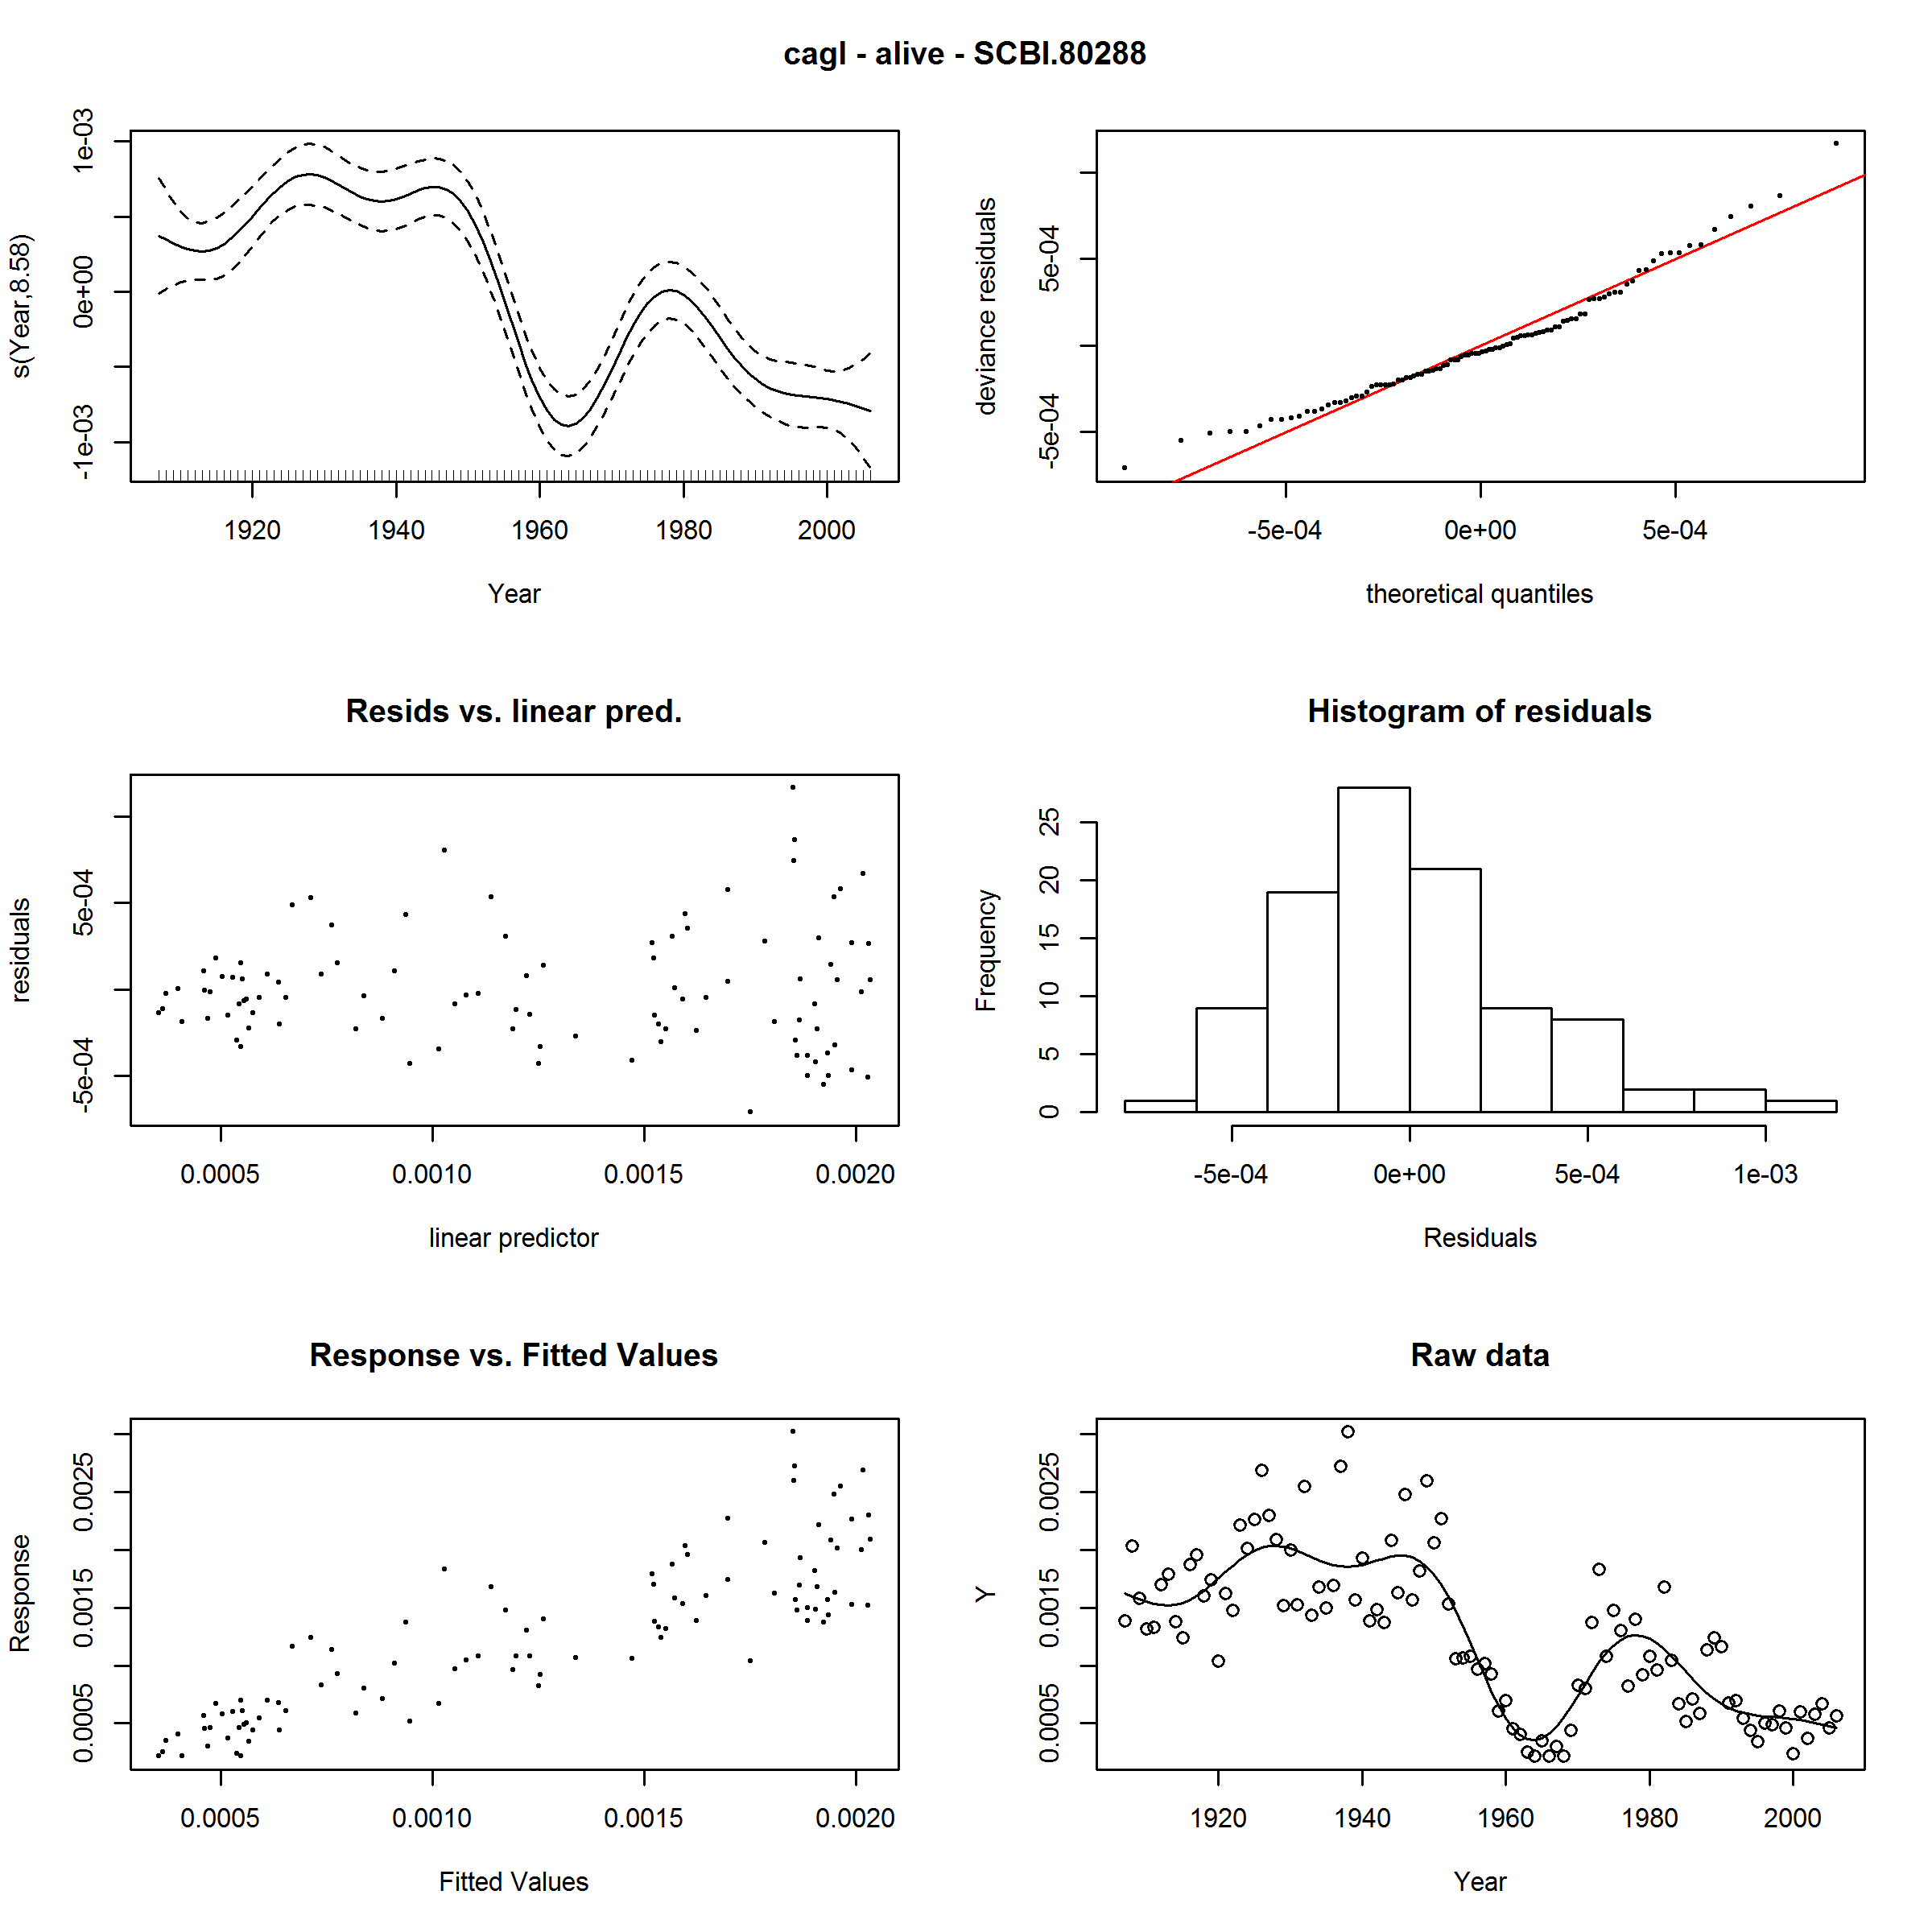 cagl - alive - SCBI.80288
s(Year,8.58)
-1e-03 0e+00 1e-03
1920 1940 1960 1980 2000
Year
deviance residuals
-5e-04 5e-04
-5e-04 0e+00 5e-04
theoretical quantiles
Resids vs. linear pred.
residuals
-5e-04 5e-04
0.0005 0.0010 0.0015 0.0020
linear predictor
Histogram of residuals
Frequency
0 5 10 15 20 25
-5e-04 0e+00 5e-04 1e-03
Residuals
Response vs. Fitted Values
Response
0.0005 0.0015 0.0025
0.0005 0.0010 0.0015 0.0020
Fitted Values
Raw data
Y
0.0005 0.0015 0.0025
1920 1940 1960 1980 2000
Year